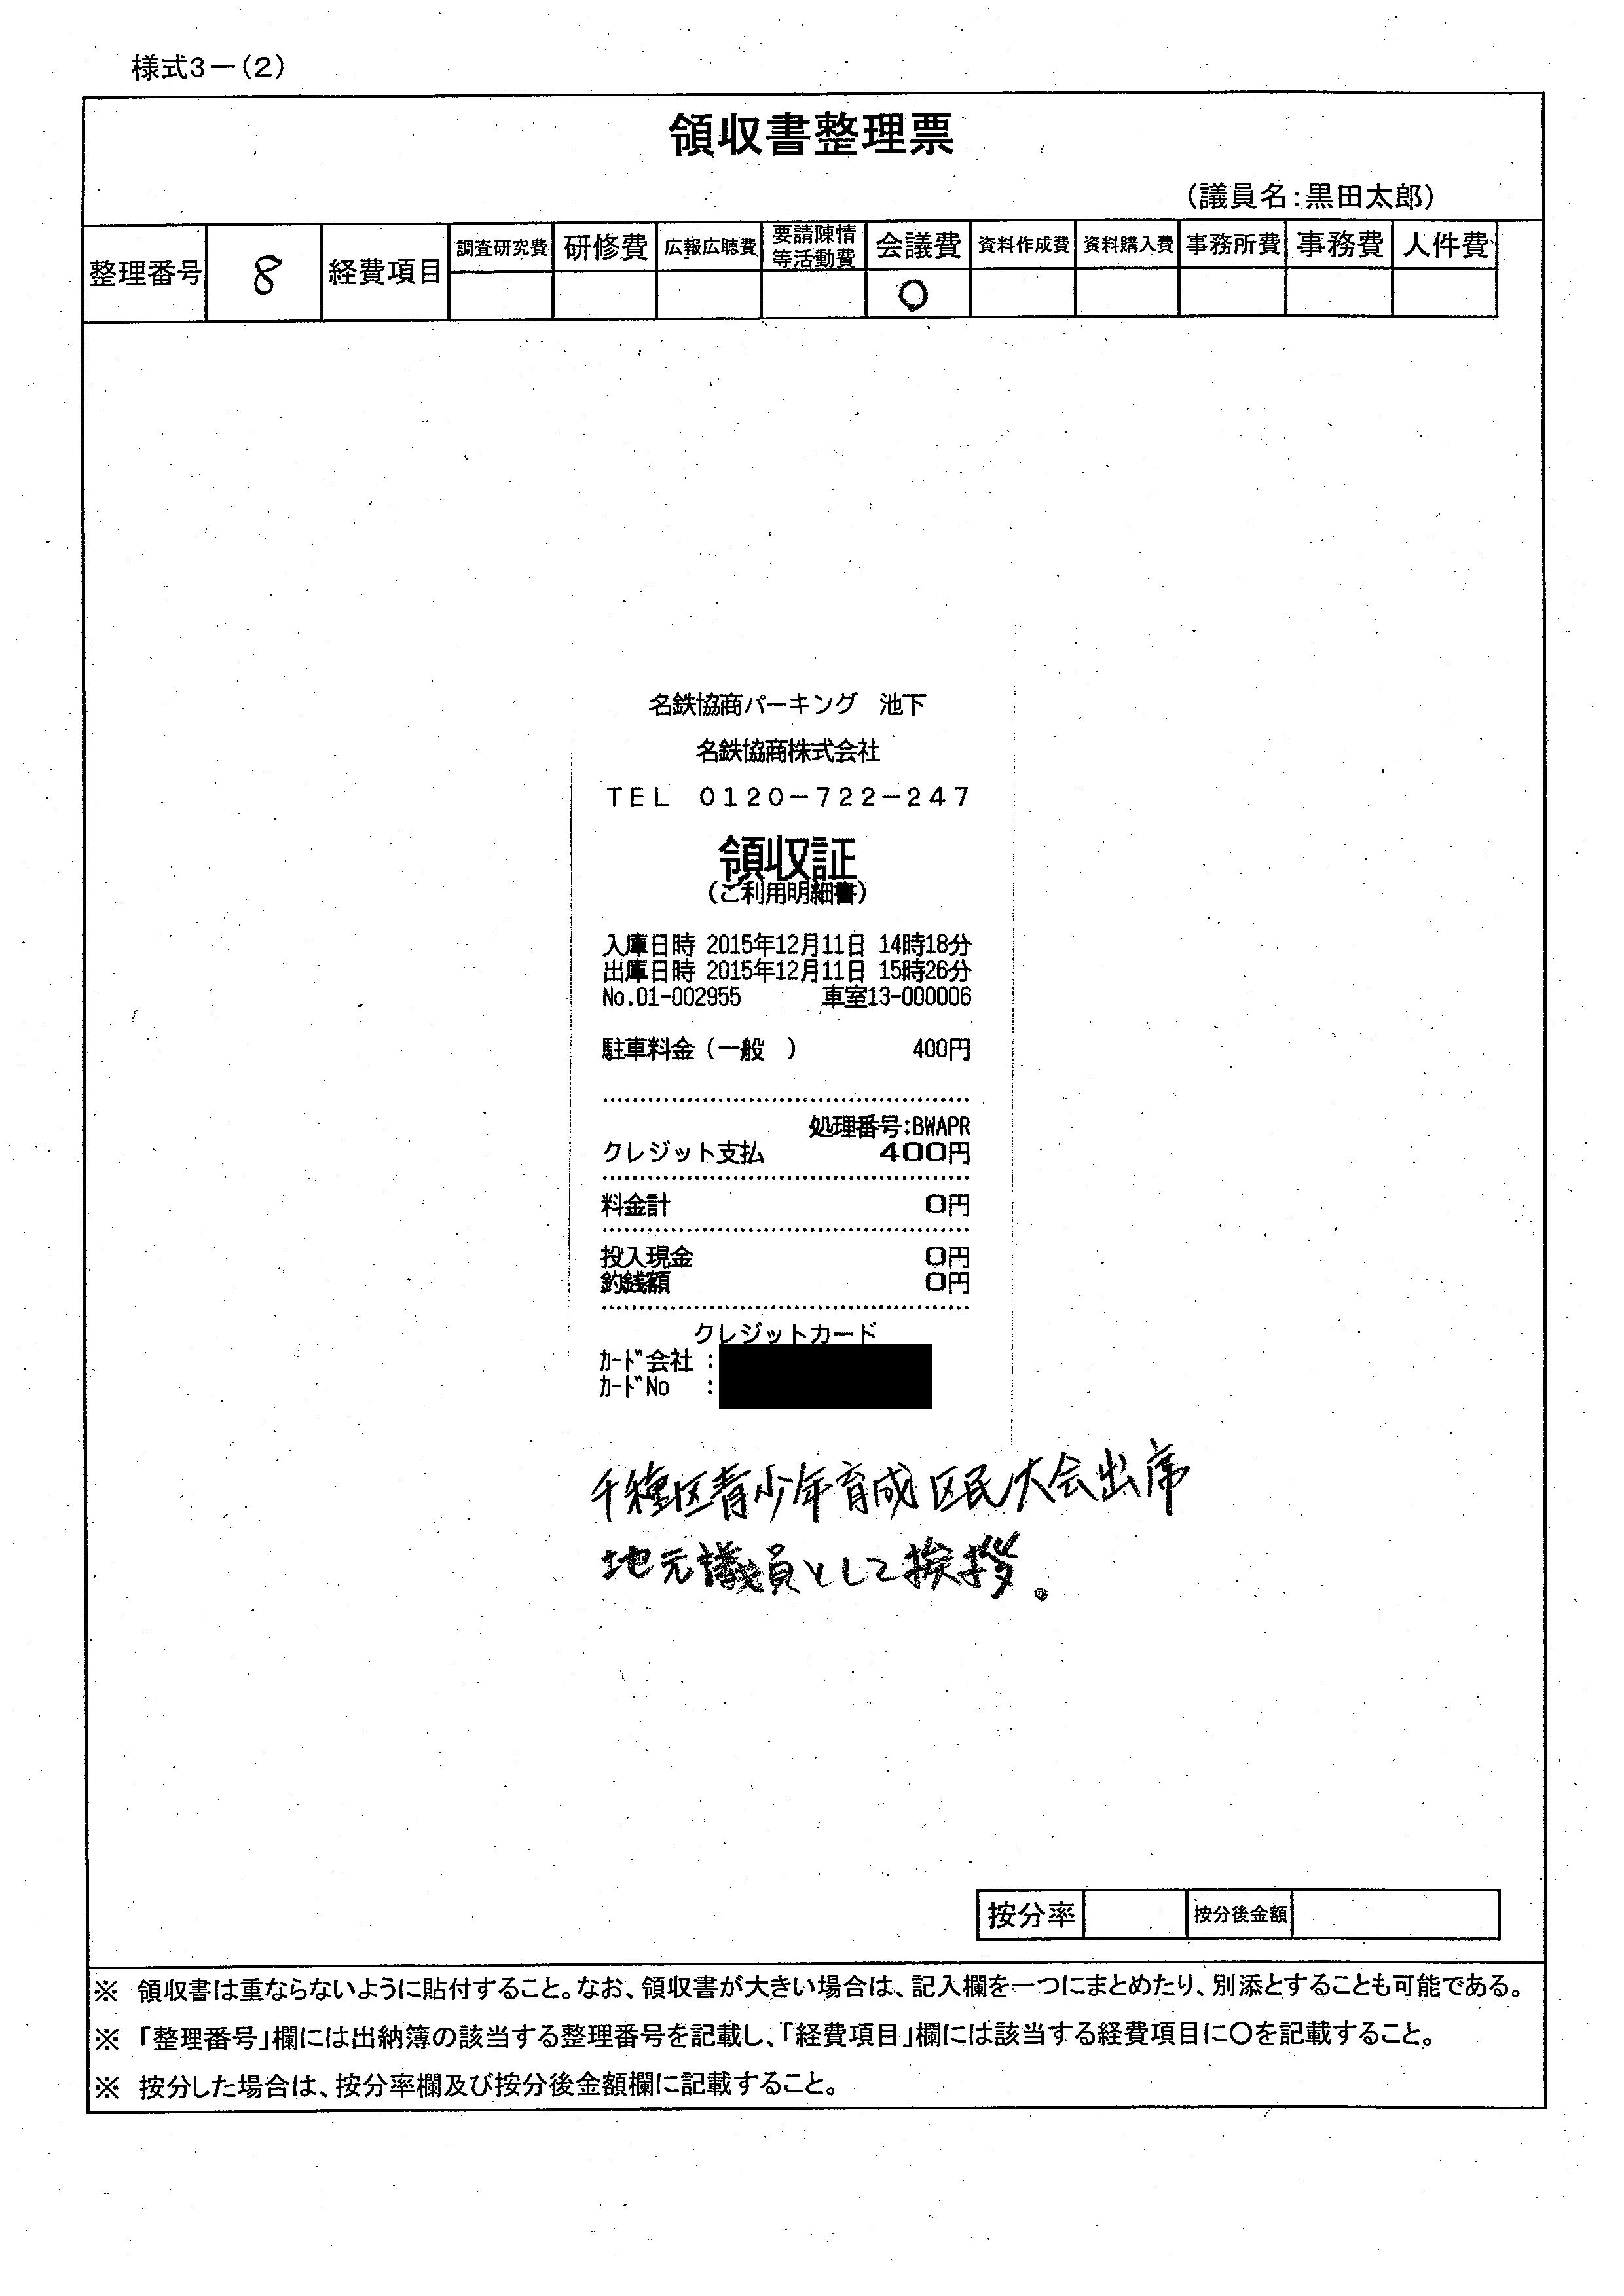 様式3－(2)
領収書整理票
(議員名：黒田太郎)
整理番号 8 経費項目 調査研究費 研修費 広報広聴費 要請陳情等活動費 会議費 資料作成費 資料購入費 事務所費 事務費 人件費
○
名鉄協商パーキング 池下
名鉄協商株式会社
TEL 0120-722-247
領収証
(ご利用明細書)
入庫日時 2015年12月11日 14時18分
出庫日時 2015年12月11日 15時26分
No.01-002955 車室13-000006
駐車料金(一般 ) 400円
処理番号:BWAPR
クレジット支払 400円
料金計 0円
投入現金 0円
釣銭額 0円
クレジットカード
ｶｰﾄﾞ会社 :
ｶｰﾄﾞNo :
千種区青少年育成区民大会出席
地元議員として挨拶。
按分率 按分後金額
※ 領収書は重ならないように貼付すること。なお、領収書が大きい場合は、記入欄を一つにまとめたり、別添とすることも可能である。
※ 「整理番号」欄には出納簿の該当する整理番号を記載し、「経費項目」欄には該当する経費項目に○を記載すること。
※ 按分した場合は、按分率欄及び按分後金額欄に記載すること。